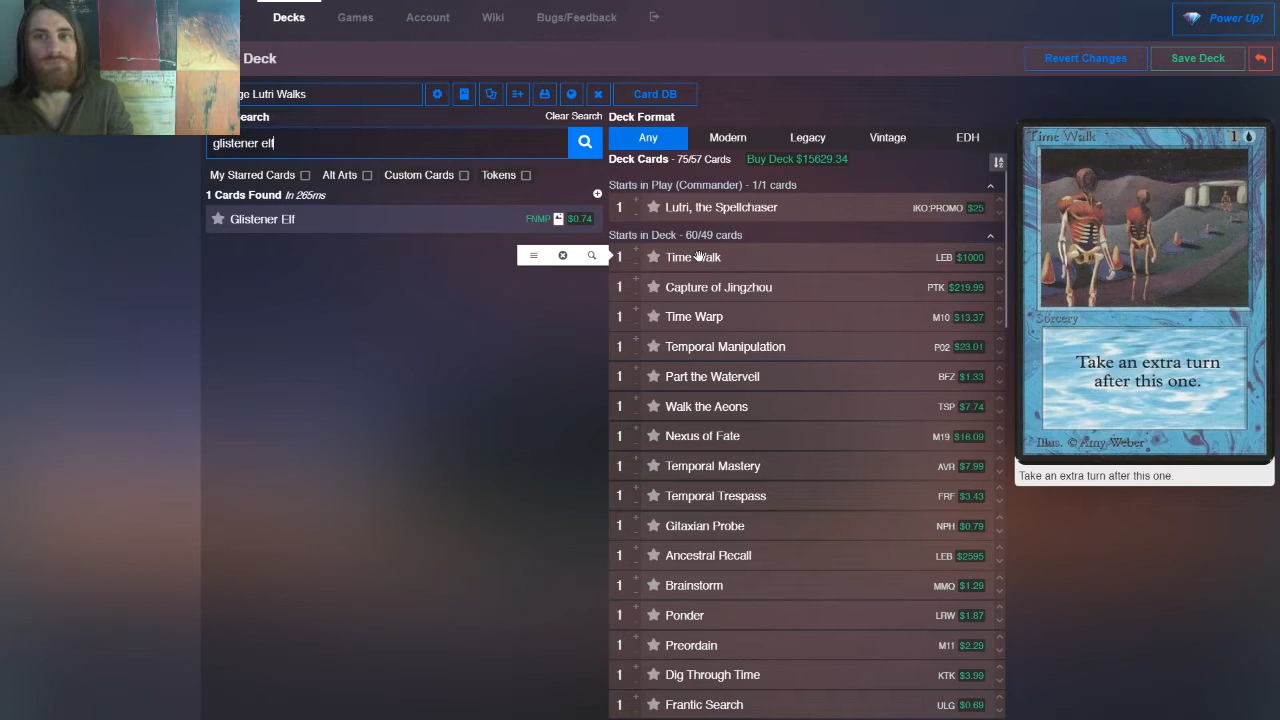 Decks
Games
Account
Wiki
Bugs/Feedback
Power Up!
Deck
Revert Changes
Save Deck
ge Lutri Walks
Card DB
Search
Clear Search
Deck Format
glistener elf
Any
Modern
Legacy
Vintage
EDH
Deck Cards - 75/57 Cards
Buy Deck $15629.34
My Starred Cards
Alt Arts
Custom Cards
Tokens
1 Cards Found In 265ms
Glistener Elf
FNMP
$0.74
Starts in Play (Commander) - 1/1 cards
1 Lutri, the Spellchaser IKO:PROMO $25
Starts in Deck - 60/49 cards
1 Time Walk LEB $1000
1 Capture of Jingzhou PTK $219.99
1 Time Warp M10 $13.37
1 Temporal Manipulation P02 $23.01
1 Part the Waterveil BFZ $1.33
1 Walk the Aeons TSP $7.74
1 Nexus of Fate M19 $16.09
1 Temporal Mastery AVR $7.99
1 Temporal Trespass FRF $3.43
1 Gitaxian Probe NPH $0.79
1 Ancestral Recall LEB $2595
1 Brainstorm MMQ $1.29
1 Ponder LRW $1.87
1 Preordain M11 $2.29
1 Dig Through Time KTK $3.99
1 Frantic Search ULG $0.69
Time Walk 1
Sorcery
Take an extra turn
after this one.
Illus. © Amy Weber
Take an extra turn after this one.